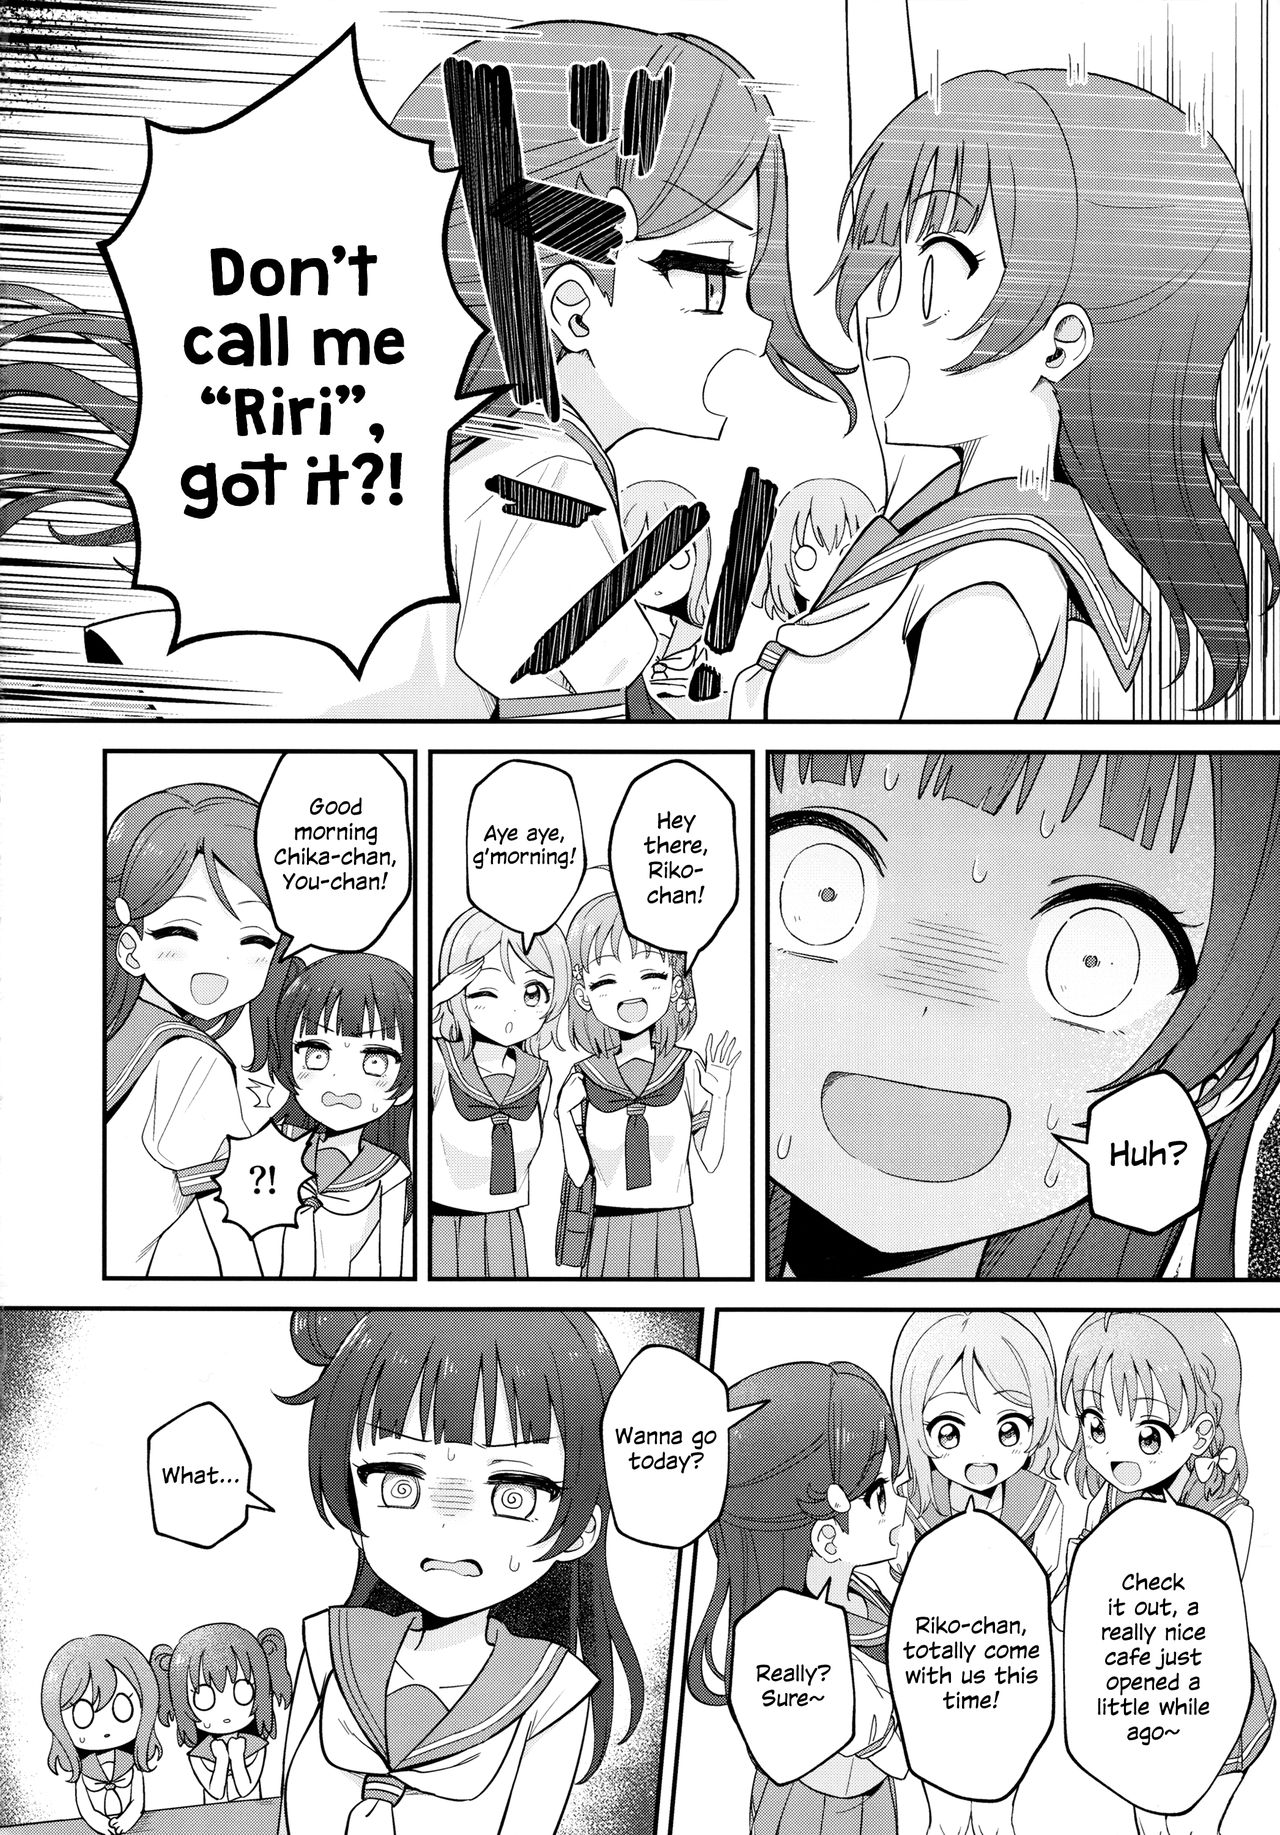 Don't
call me
"Riri",
got it?!
Huh?
Hey
there,
Riko-
chan!
Aye aye,
g'morning!
Good
morning
Chika-chan,
You-chan!
?!
Check
it out, a
really nice
cafe just
opened a
little while
ago~
Riko-chan,
totally come
with us this
time!
Really?
Sure~
Wanna go
today?
What...